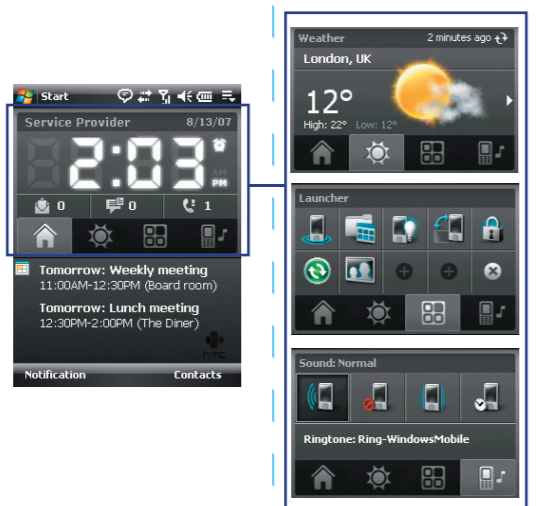 Start
Service Provider 8/13/07
2:03
AM
PM
0 0 1
Tomorrow: Weekly meeting
11:00AM-12:30PM (Board room)
Tomorrow: Lunch meeting
12:30PM-2:00PM (The Diner)
hTC
Notification Contacts
Weather 2 minutes ago
London, UK
12°
High: 22° Low: 12°
Launcher
Sound: Normal
Ringtone: Ring-WindowsMobile